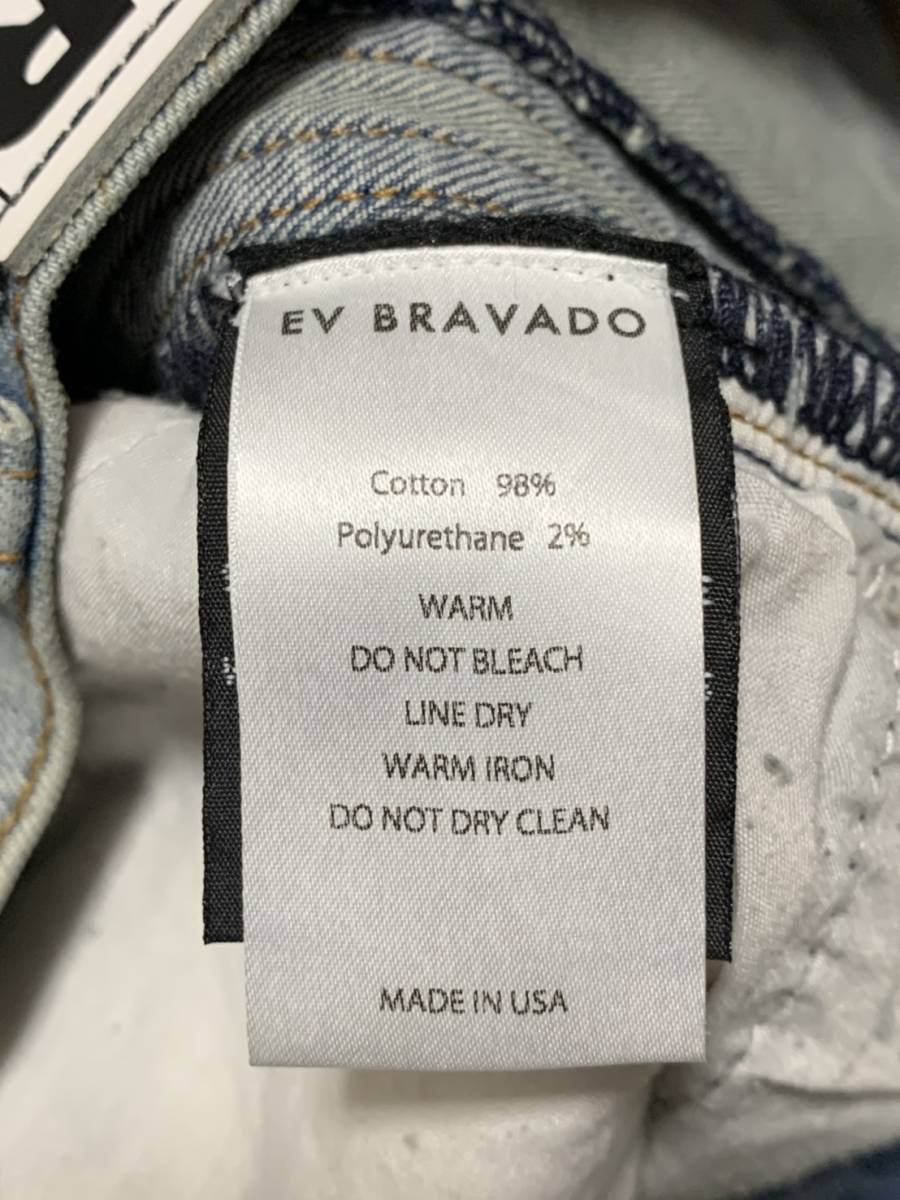 EV BRAVADO
Cotton 98%
Polyurethane 2%
WARM
DO NOT BLEACH
LINE DRY
WARM IRON
DO NOT DRY CLEAN
MADE IN USA